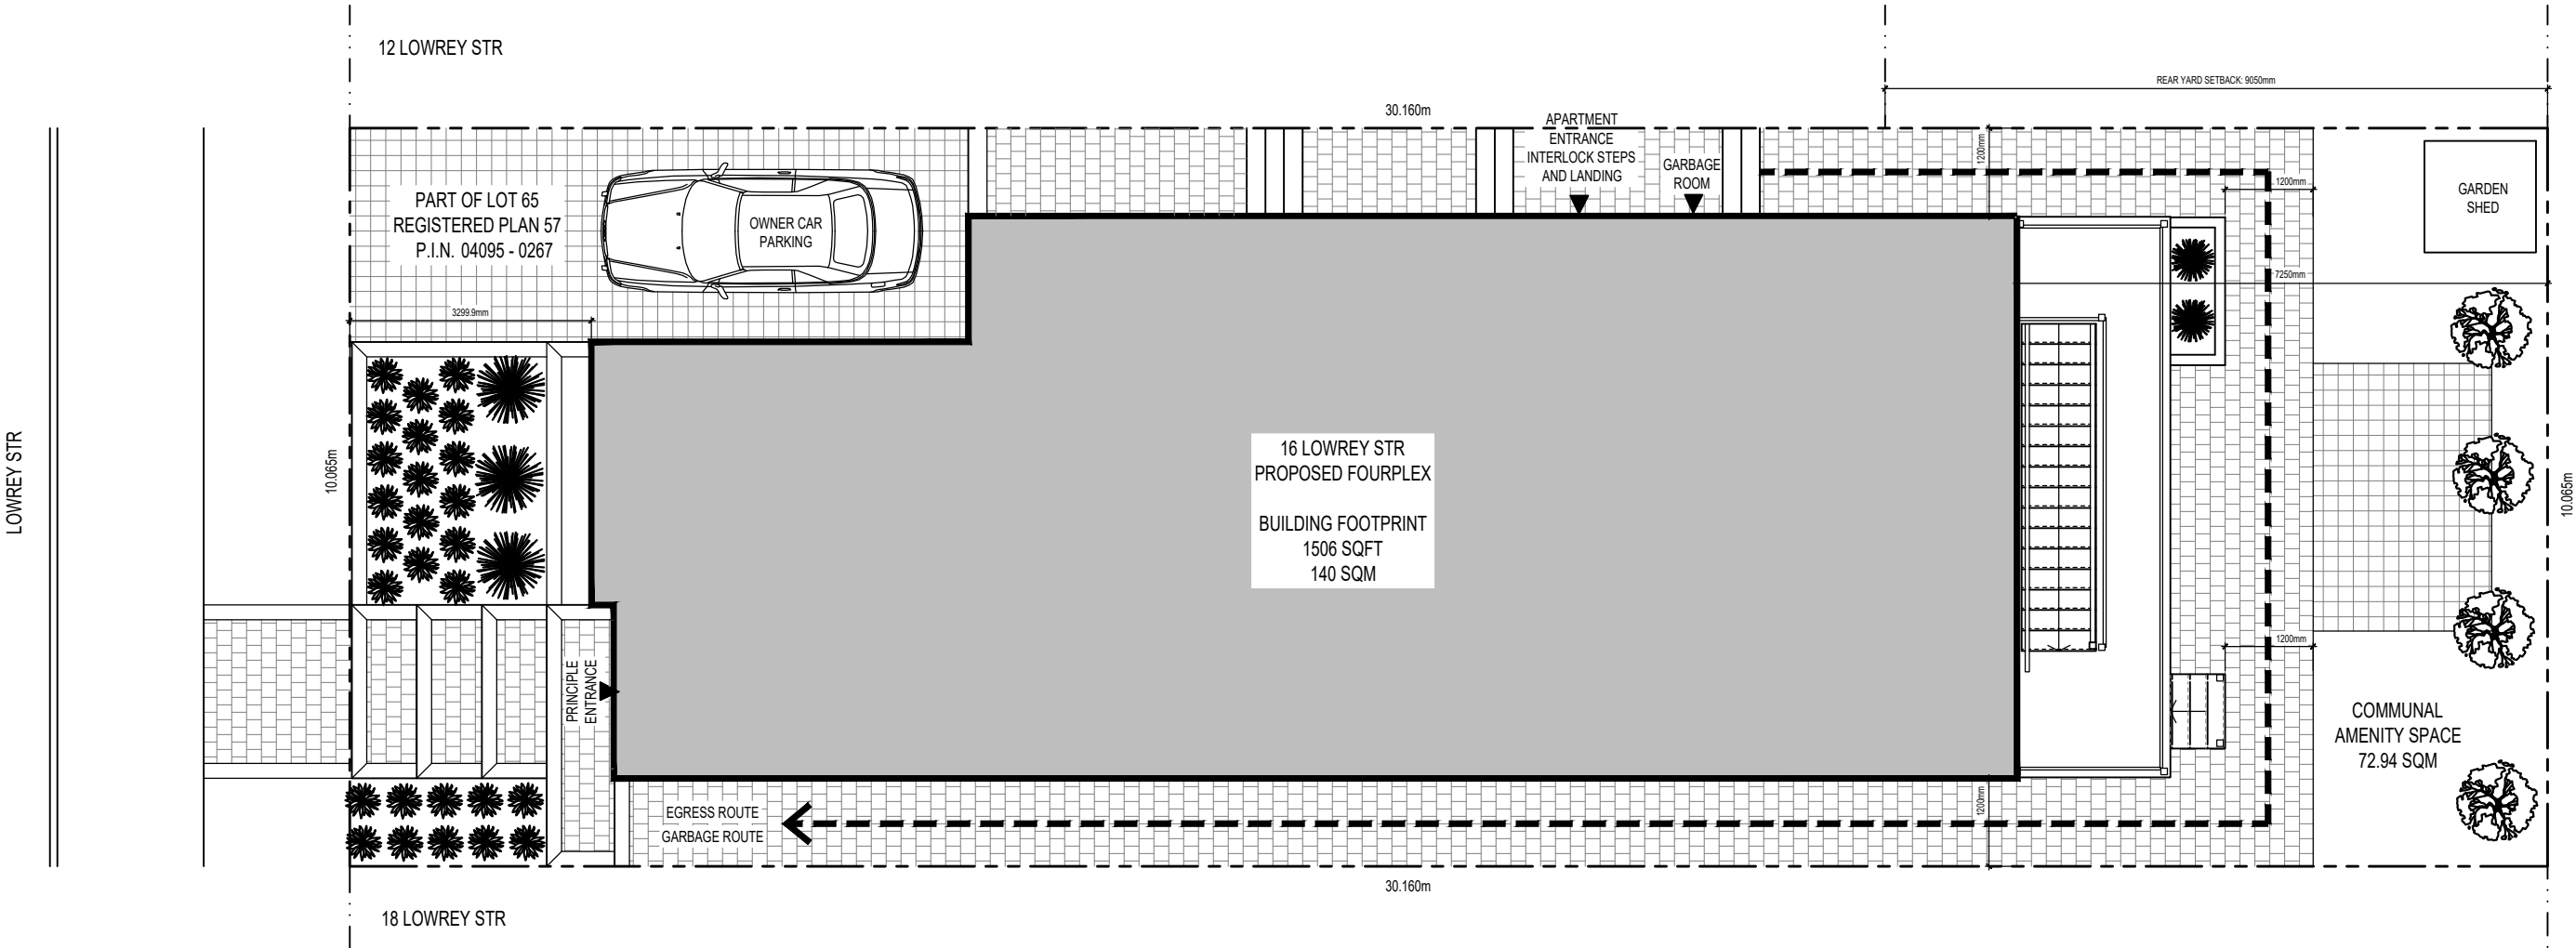 12 LOWREY STR
REAR YARD SETBACK: 9050mm
30.160m
APARTMENT
ENTRANCE
INTERLOCK STEPS
AND LANDING
GARBAGE
ROOM
1200mm
1200mm
GARDEN
SHED
PART OF LOT 65
REGISTERED PLAN 57
P.I.N. 04095 - 0267
OWNER CAR
PARKING
7250mm
3299.9mm
LOWREY STR
10.065m
16 LOWREY STR
PROPOSED FOURPLEX
BUILDING FOOTPRINT
1506 SQFT
140 SQM
10.065m
1200mm
PRINCIPLE
ENTRANCE
COMMUNAL
AMENITY SPACE
72.94 SQM
EGRESS ROUTE
GARBAGE ROUTE
1200mm
30.160m
18 LOWREY STR